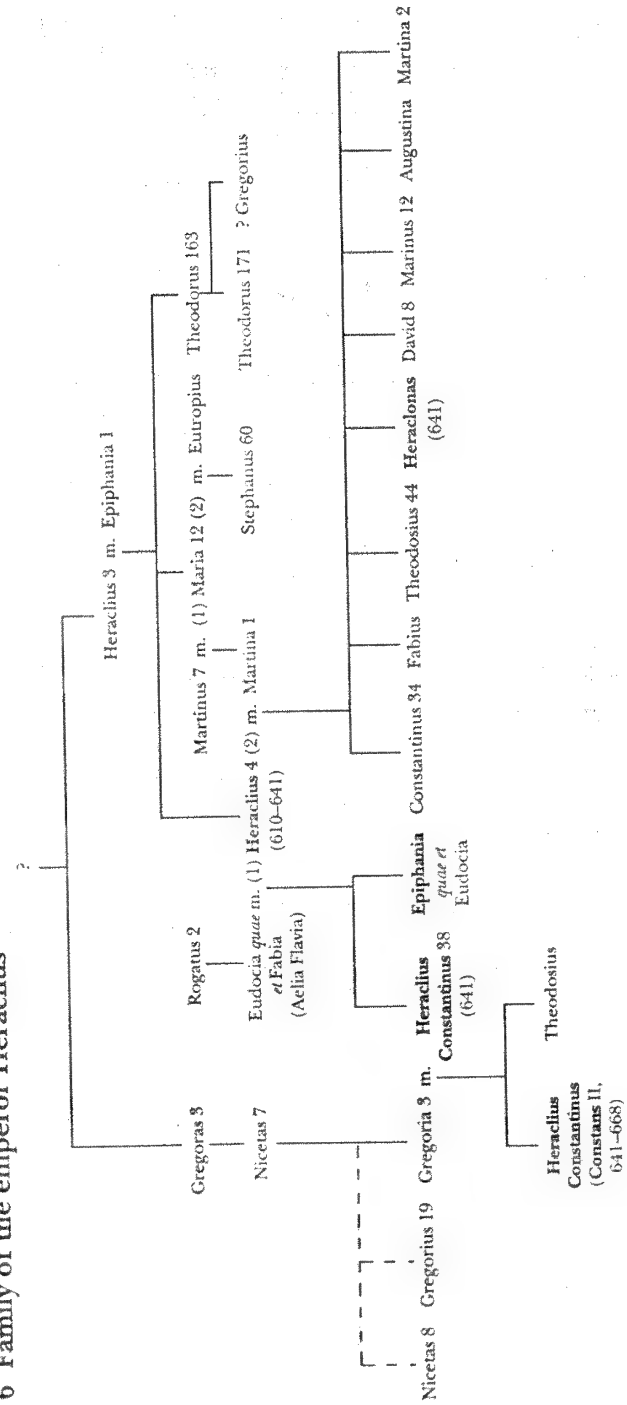 6 Family of the emperor Heraclius
?
Heraclius 3 m. Epiphania 1
Gregoras 3
Rogatus 2
Martinus 7 m. (1) Maria 12 (2) m. Eutropius
Theodorus 163
Nicetas 7
Eudocia quae m. (1) Heraclius 4 (2) m. Martina 1
et Fabia
(Aelia Flavia)
(610–641)
Stephanus 60
Theodorus 171
? Gregorius
Nicetas 8
Gregorius 19
Gregoria 3 m.
Heraclius
Constantinus 38
(641)
Epiphania
quae et
Eudocia
Constantinus 34
Fabius
Theodosius 44
Heraclonas
(641)
David 8
Marinus 12
Augustina
Martina 2
Heraclius
Constantinus
(Constans II,
641–668)
Theodosius